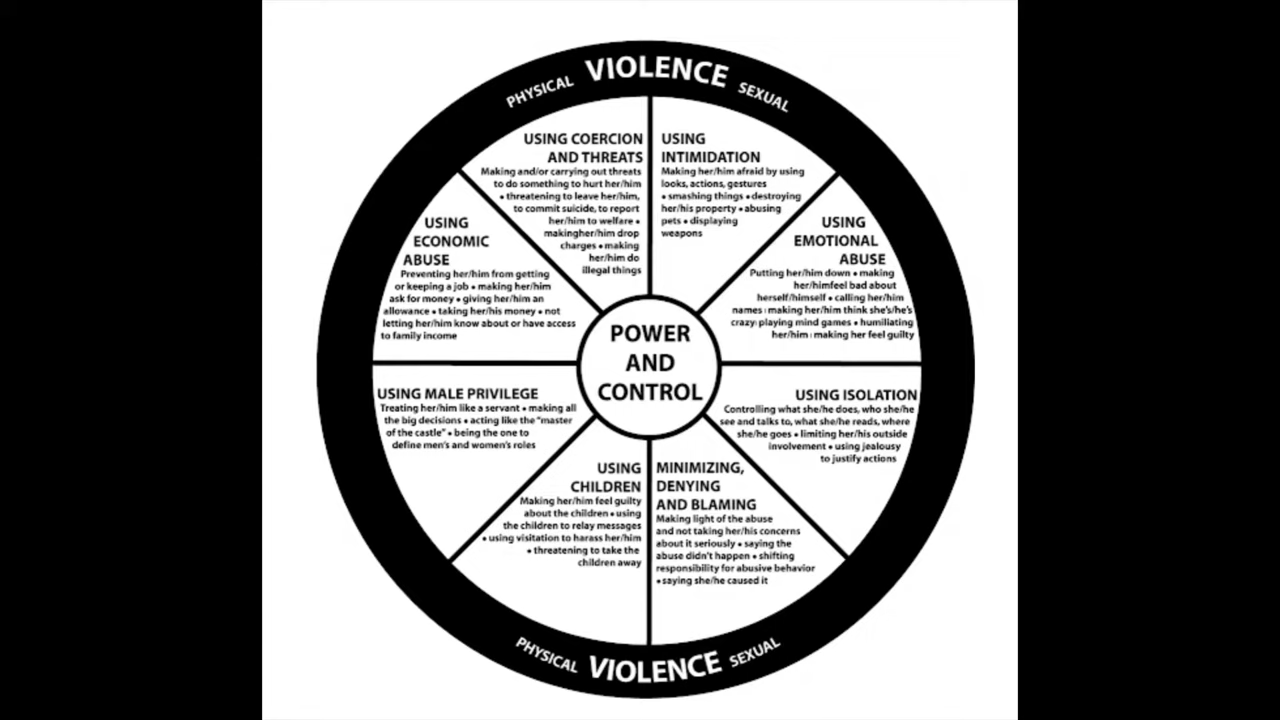 PHYSICAL VIOLENCE SEXUAL
USING COERCION
AND THREATS
Making and/or carrying out threats
to do something to hurt her/him
• threatening to leave her/him,
to commit suicide, to report
her/him to welfare •
makingher/him drop
charges • making
her/him do
illegal things
USING
INTIMIDATION
Making her/him afraid by using
looks, actions, gestures
• smashing things • destroying
her/his property • abusing
pets • displaying
weapons
USING
EMOTIONAL
ABUSE
Putting her/him down • making
her/himfeel bad about
herself/himself • calling her/him
names • making her/him think she's/he's
crazy • playing mind games • humiliating
her/him • making her feel guilty
USING ISOLATION
Controlling what she/he does, who she/he
see and talks to, what she/he reads, where
she/he goes • limiting her/his outside
involvement • using jealousy
to justify actions
MINIMIZING,
DENYING
AND BLAMING
Making light of the abuse
and not taking her/his concerns
about it seriously • saying the
abuse didn't happen • shifting
responsibility for abusive behavior
• saying she/he caused it
USING
CHILDREN
Making her/him feel guilty
about the children • using
the children to relay messages
• using visitation to harass her/him
• threatening to take the
children away
USING MALE PRIVILEGE
Treating her/him like a servant • making all
the big decisions • acting like the "master
of the castle" • being the one to
define men's and women's roles
USING
ECONOMIC
ABUSE
Preventing her/him from getting
or keeping a job • making her/him
ask for money • giving her/him an
allowance • taking her/his money • not
letting her/him know about or have access
to family income
POWER
AND
CONTROL
PHYSICAL VIOLENCE SEXUAL